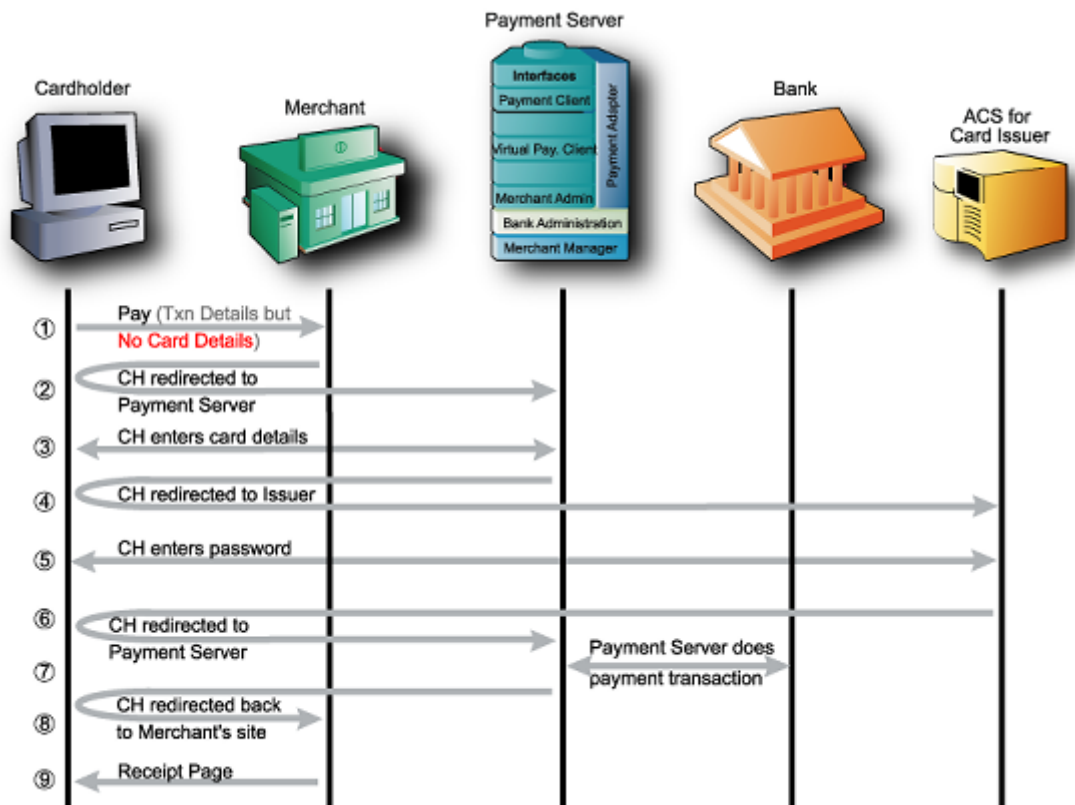 Payment Server
Cardholder
Merchant
Bank
ACS for
Card Issuer
Interfaces
Payment Client
Virtual Pay. Client
Merchant Admin
Payment Adapter
Bank Administration
Merchant Manager
① Pay (Txn Details but
No Card Details)
② CH redirected to
Payment Server
③ CH enters card details
④ CH redirected to Issuer
⑤ CH enters password
⑥ CH redirected to
Payment Server
⑦ Payment Server does
payment transaction
⑧ CH redirected back
to Merchant's site
⑨ Receipt Page